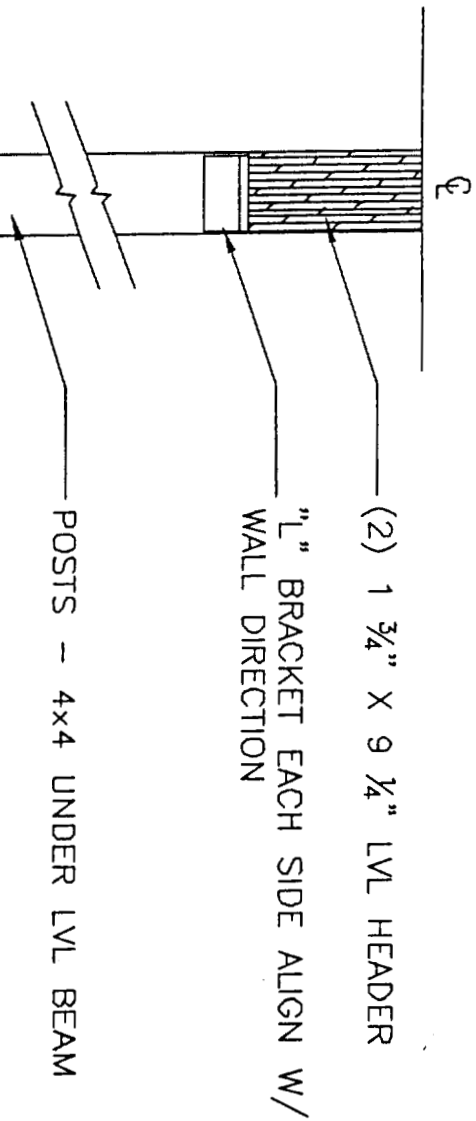 ℄
(2) 1 ¾" X 9 ¼" LVL HEADER
"L" BRACKET EACH SIDE ALIGN W/
WALL DIRECTION
POSTS - 4x4 UNDER LVL BEAM